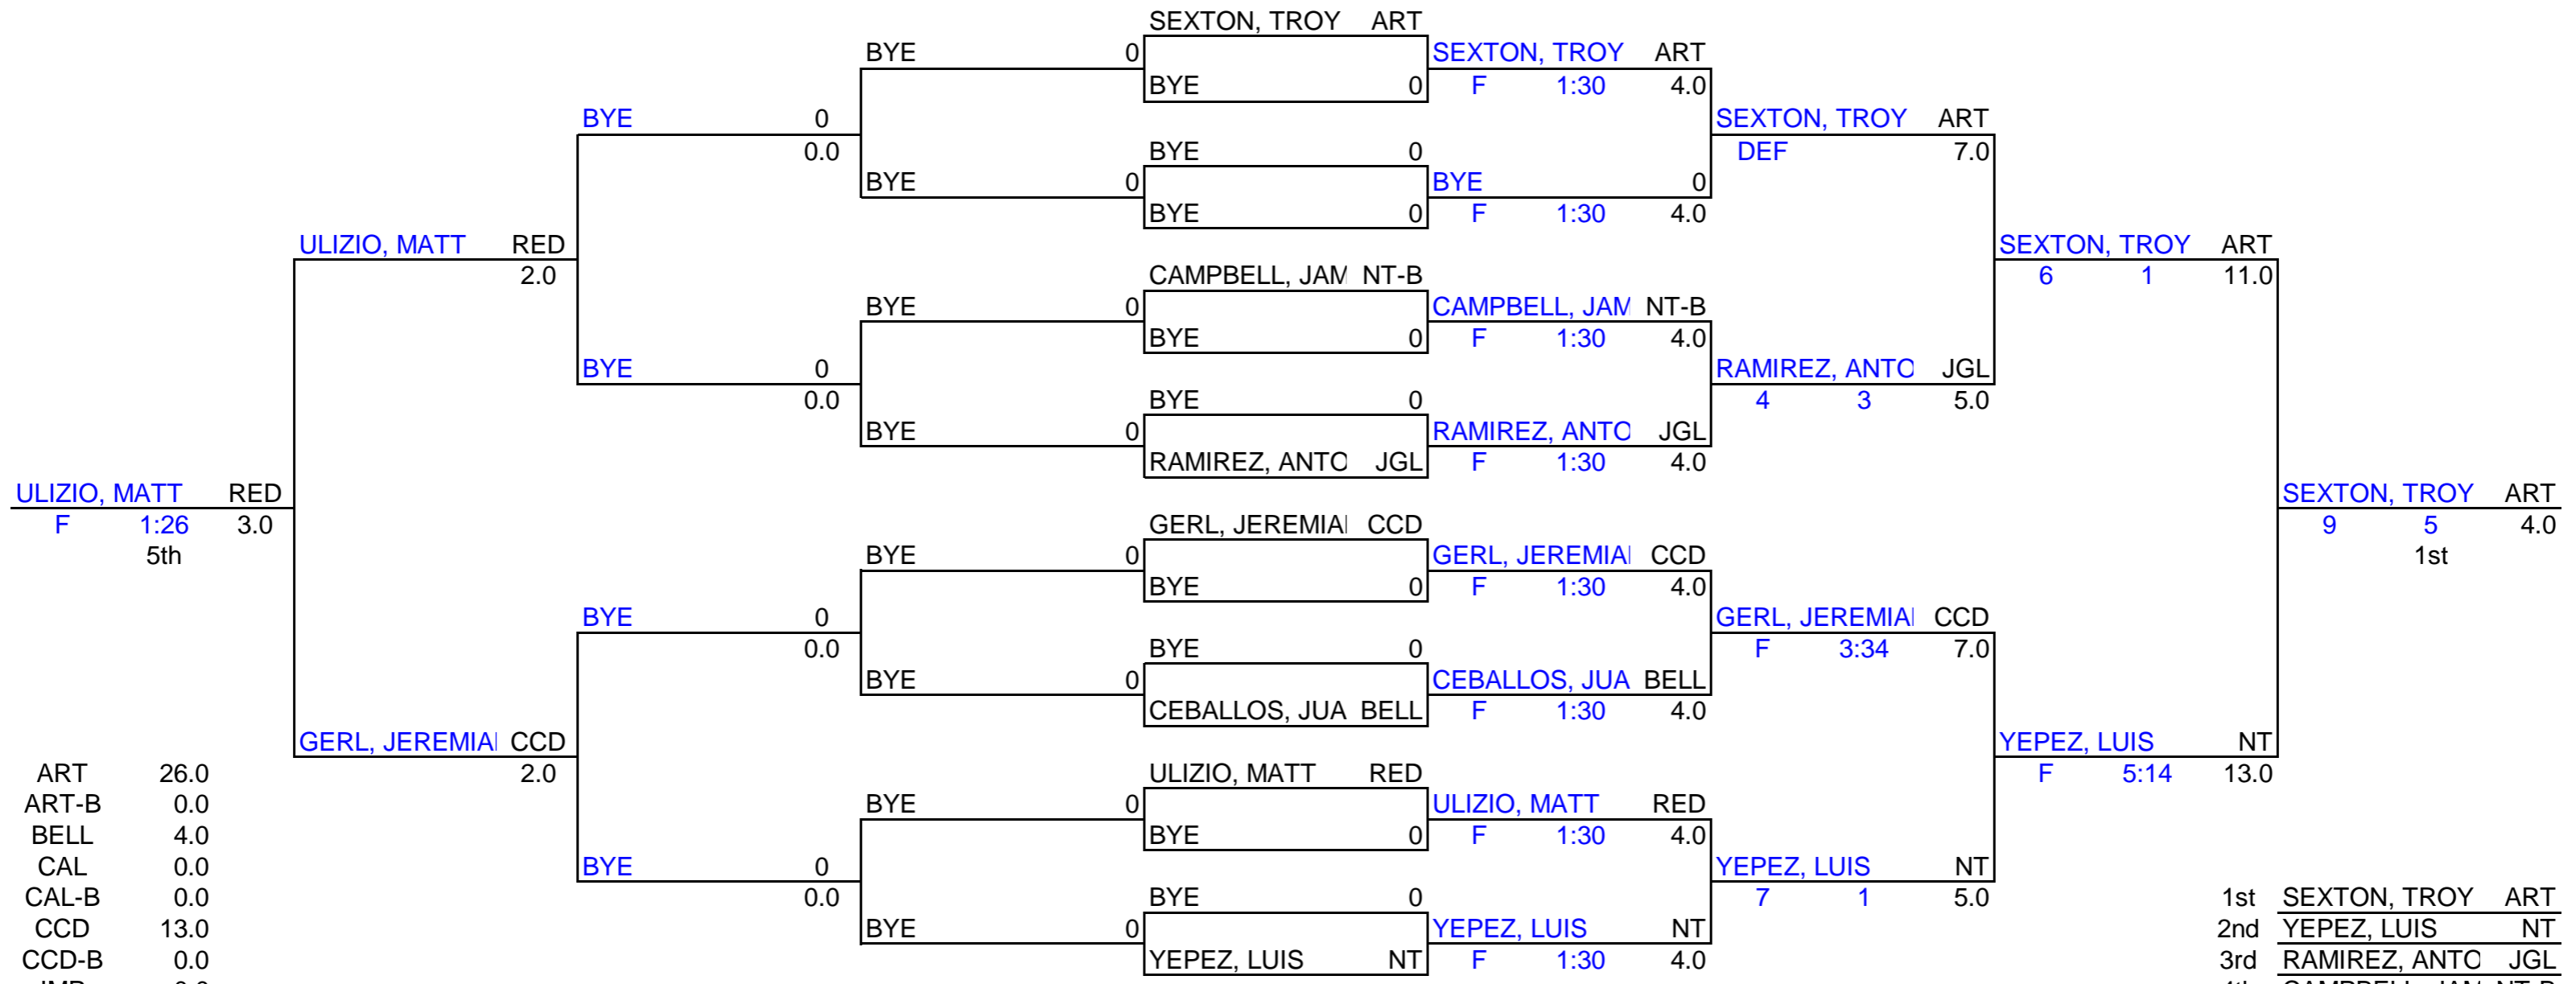 SEXTON, TROY ART
BYE 0 SEXTON, TROY ART
BYE 0 F 1:30 4.0
BYE 0 SEXTON, TROY ART
0.0 BYE 0 DEF 7.0
BYE 0 BYE 0
BYE 0 F 1:30 4.0
ULIZIO, MATT RED SEXTON, TROY ART
2.0 CAMPBELL, JAM NT-B 6 1 11.0
BYE 0 CAMPBELL, JAM NT-B
BYE 0 F 1:30 4.0
BYE 0 RAMIREZ, ANTO JGL
0.0 BYE 0 4 3 5.0
BYE 0 RAMIREZ, ANTO JGL
RAMIREZ, ANTO JGL F 1:30 4.0
ULIZIO, MATT RED SEXTON, TROY ART
F 1:26 3.0 GERL, JEREMIA CCD 9 5 4.0
5th BYE 0 GERL, JEREMIA CCD 1st
BYE 0 F 1:30 4.0
BYE 0 GERL, JEREMIA CCD
0.0 BYE 0 F 3:34 7.0
BYE 0 CEBALLOS, JUA BELL
CEBALLOS, JUA BELL F 1:30 4.0
GERL, JEREMIA CCD YEPEZ, LUIS NT
ART 26.0 2.0 ULIZIO, MATT RED F 5:14 13.0
ART-B 0.0 BYE 0 ULIZIO, MATT RED
BELL 4.0 BYE 0 F 1:30 4.0
CAL 0.0 BYE 0 YEPEZ, LUIS NT
CAL-B 0.0 0.0 BYE 0 7 1 5.0 1st SEXTON, TROY ART
CCD 13.0 BYE 0 YEPEZ, LUIS NT 2nd YEPEZ, LUIS NT
CCD-B 0.0 YEPEZ, LUIS NT F 1:30 4.0 3rd RAMIREZ, ANTO JGL